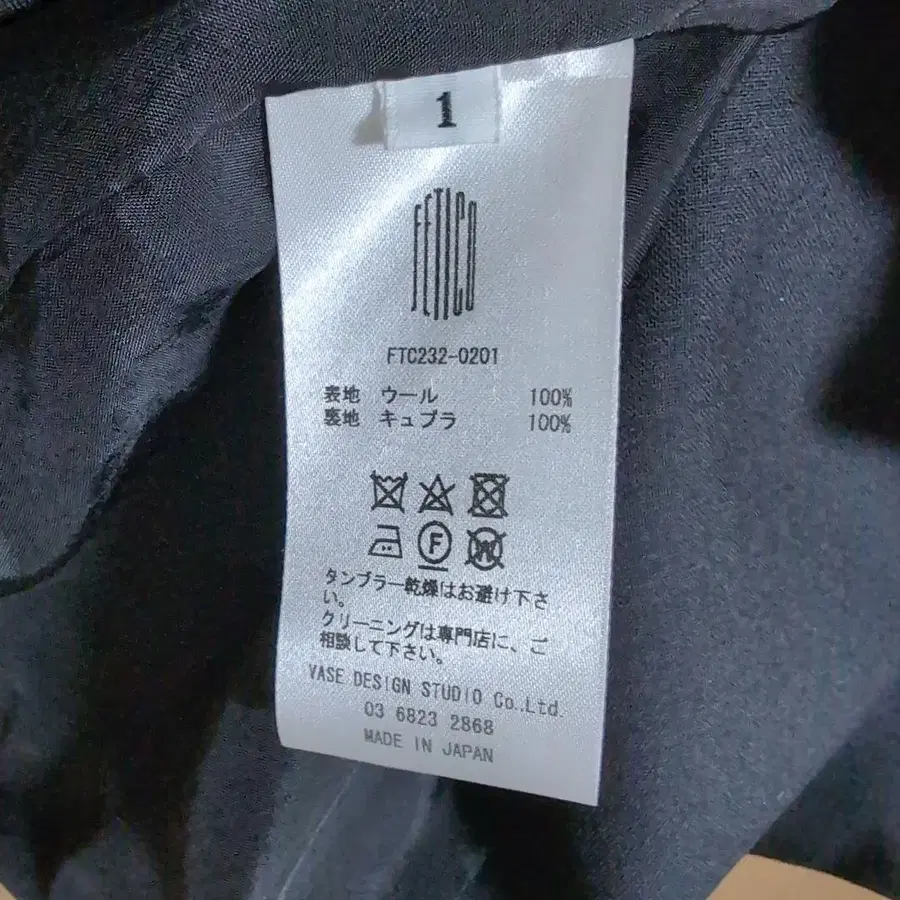 1
FETICO
FTC232-0201
表地 ウール 100%
裏地 キュプラ 100%
F W
タンブラー乾燥はお避け下さ
い。
クリーニングは専門店に、ご
相談して下さい。
VASE DESIGN STUDIO Co.,Ltd.
03 6823 2868
MADE IN JAPAN